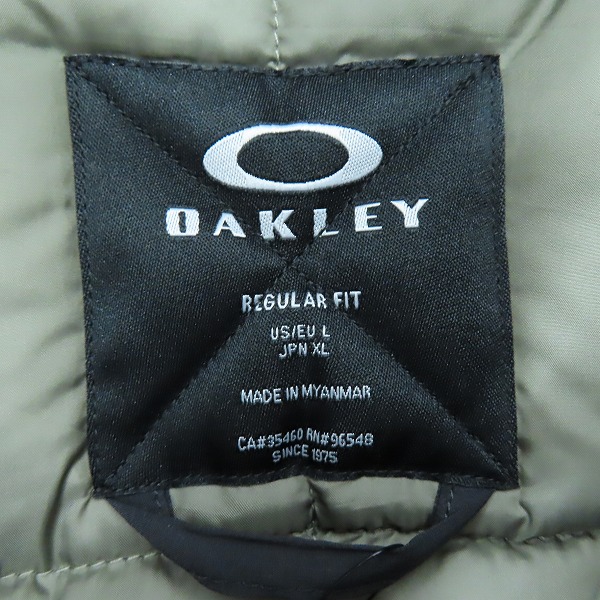 OAKLEY
REGULAR FIT
US/EU L
JPN XL
MADE IN MYANMAR
CA#35460 RN#96548
SINCE 1975